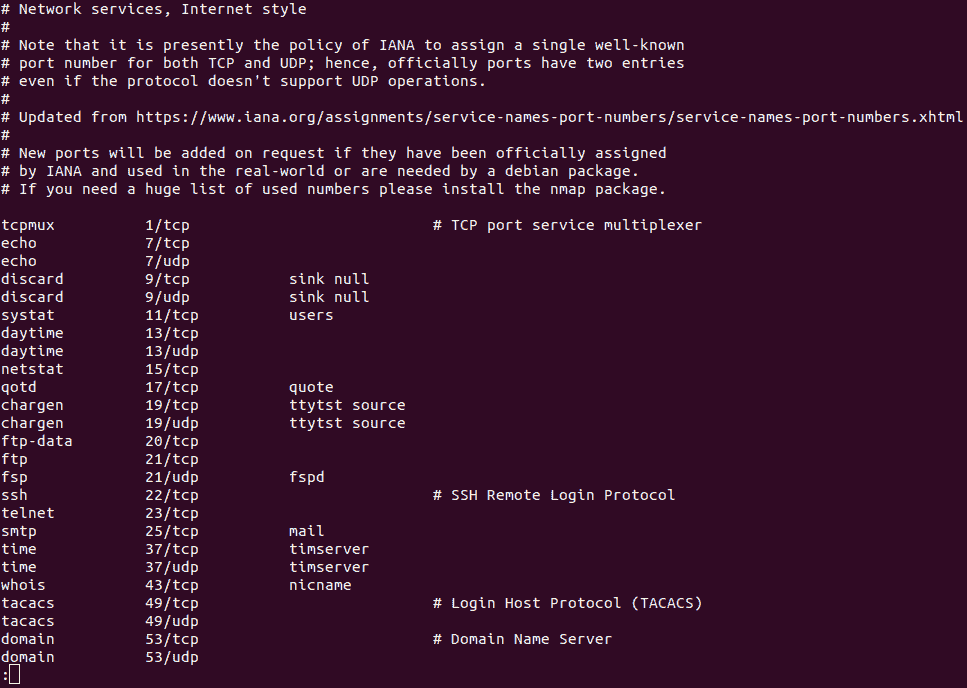 # Network services, Internet style
#
# Note that it is presently the policy of IANA to assign a single well-known
# port number for both TCP and UDP; hence, officially ports have two entries
# even if the protocol doesn't support UDP operations.
#
# Updated from https://www.iana.org/assignments/service-names-port-numbers/service-names-port-numbers.xhtml
#
# New ports will be added on request if they have been officially assigned
# by IANA and used in the real-world or are needed by a debian package.
# If you need a huge list of used numbers please install the nmap package.

tcpmux          1/tcp                           # TCP port service multiplexer
echo            7/tcp
echo            7/udp
discard         9/tcp           sink null
discard         9/udp           sink null
systat          11/tcp          users
daytime         13/tcp
daytime         13/udp
netstat         15/tcp
qotd            17/tcp          quote
chargen         19/tcp          ttytst source
chargen         19/udp          ttytst source
ftp-data        20/tcp
ftp             21/tcp
fsp             21/udp          fspd
ssh             22/tcp                          # SSH Remote Login Protocol
telnet          23/tcp
smtp            25/tcp          mail
time            37/tcp          timserver
time            37/udp          timserver
whois           43/tcp          nicname
tacacs          49/tcp                          # Login Host Protocol (TACACS)
tacacs          49/udp
domain          53/tcp                          # Domain Name Server
domain          53/udp
: